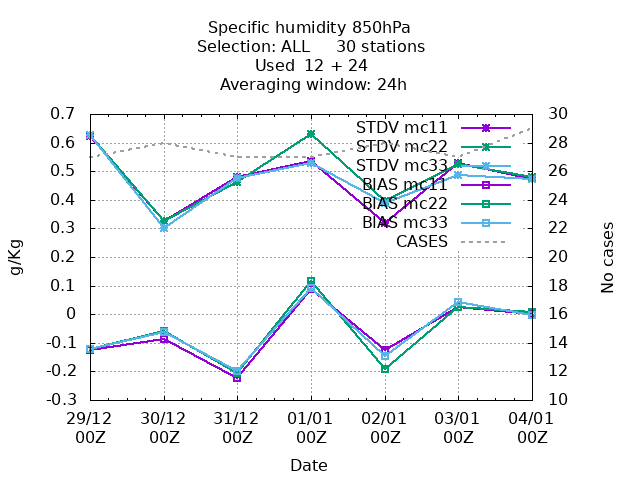 Specific humidity 850hPa
Selection: ALL     30 stations
Used  12 + 24
Averaging window: 24h
g/Kg
0.7
0.6
0.5
0.4
0.3
0.2
0.1
0
-0.1
-0.2
-0.3
STDV mc11
STDV mc22
STDV mc33
BIAS mc11
BIAS mc22
BIAS mc33
CASES
30
28
26
24
22
20
18
16
14
12
10
No cases
29/12 30/12 31/12 01/01 02/01 03/01 04/01
00Z 00Z 00Z 00Z 00Z 00Z 00Z
Date